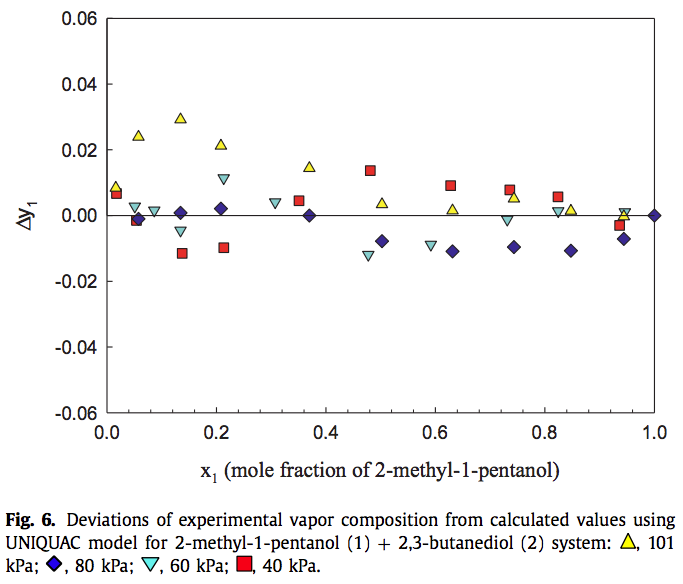 0.06
0.04
0.02
0.00
-0.02
-0.04
-0.06
Δy1
0.0 0.2 0.4 0.6 0.8 1.0
x1 (mole fraction of 2-methyl-1-pentanol)
Fig. 6. Deviations of experimental vapor composition from calculated values using
UNIQUAC model for 2-methyl-1-pentanol (1) + 2,3-butanediol (2) system: , 101
kPa; , 80 kPa; , 60 kPa; , 40 kPa.